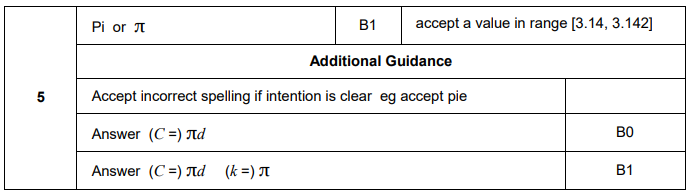 Pi or π B1 accept a value in range [3.14, 3.142]
Additional Guidance
5
Accept incorrect spelling if intention is clear eg accept pie
Answer (C =) πd B0
Answer (C =) πd (k =) π B1